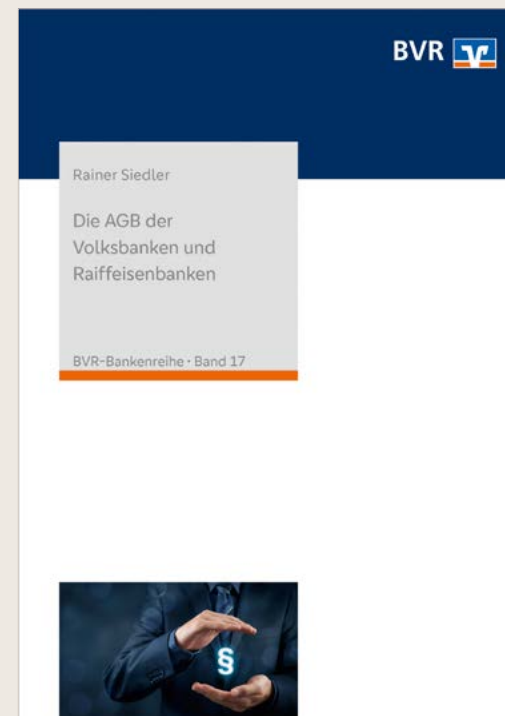 BVR
Rainer Siedler
Die AGB der
Volksbanken und
Raiffeisenbanken
BVR-Bankenreihe · Band 17
§